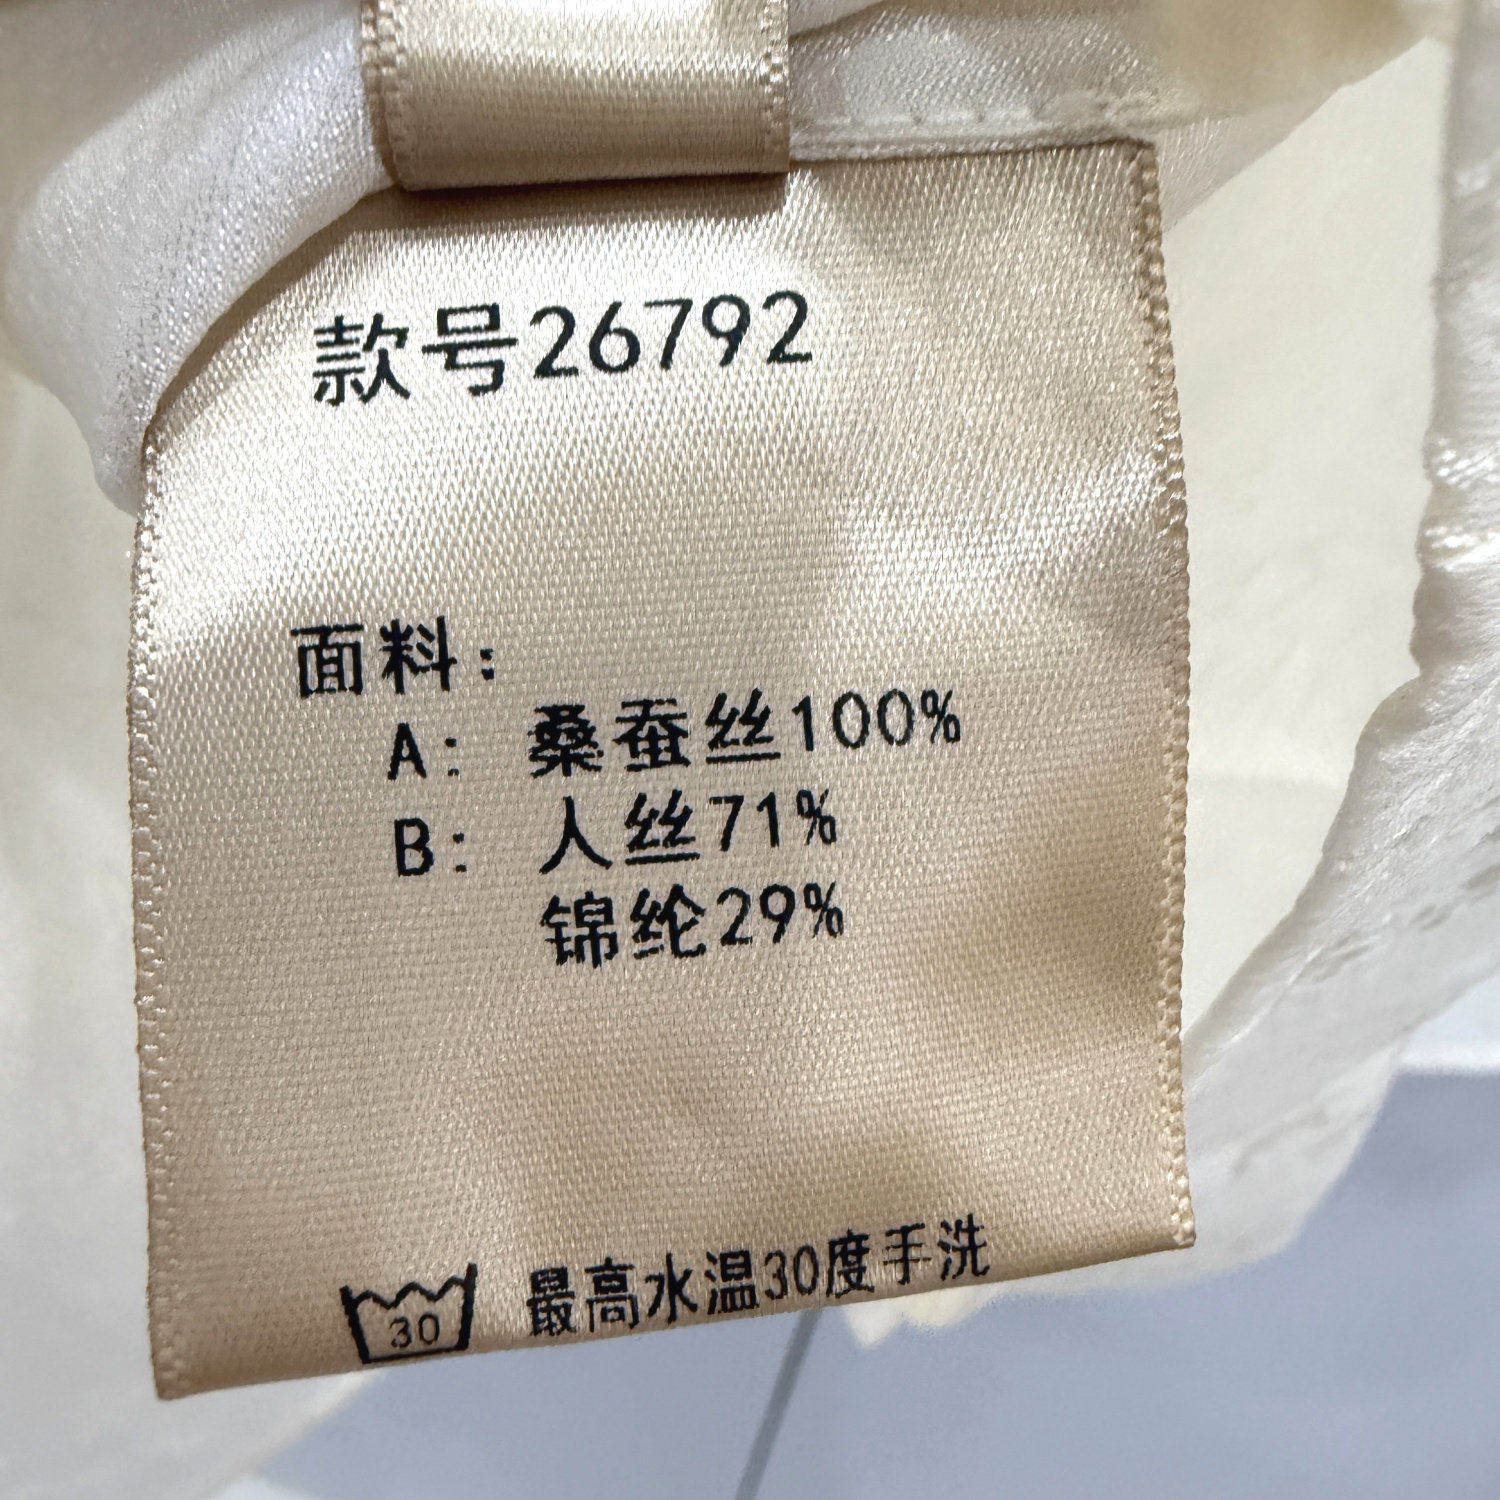 款号26792
面料:
A: 桑蚕丝100%
B: 人丝71%
锦纶29%
30 最高水温30度手洗